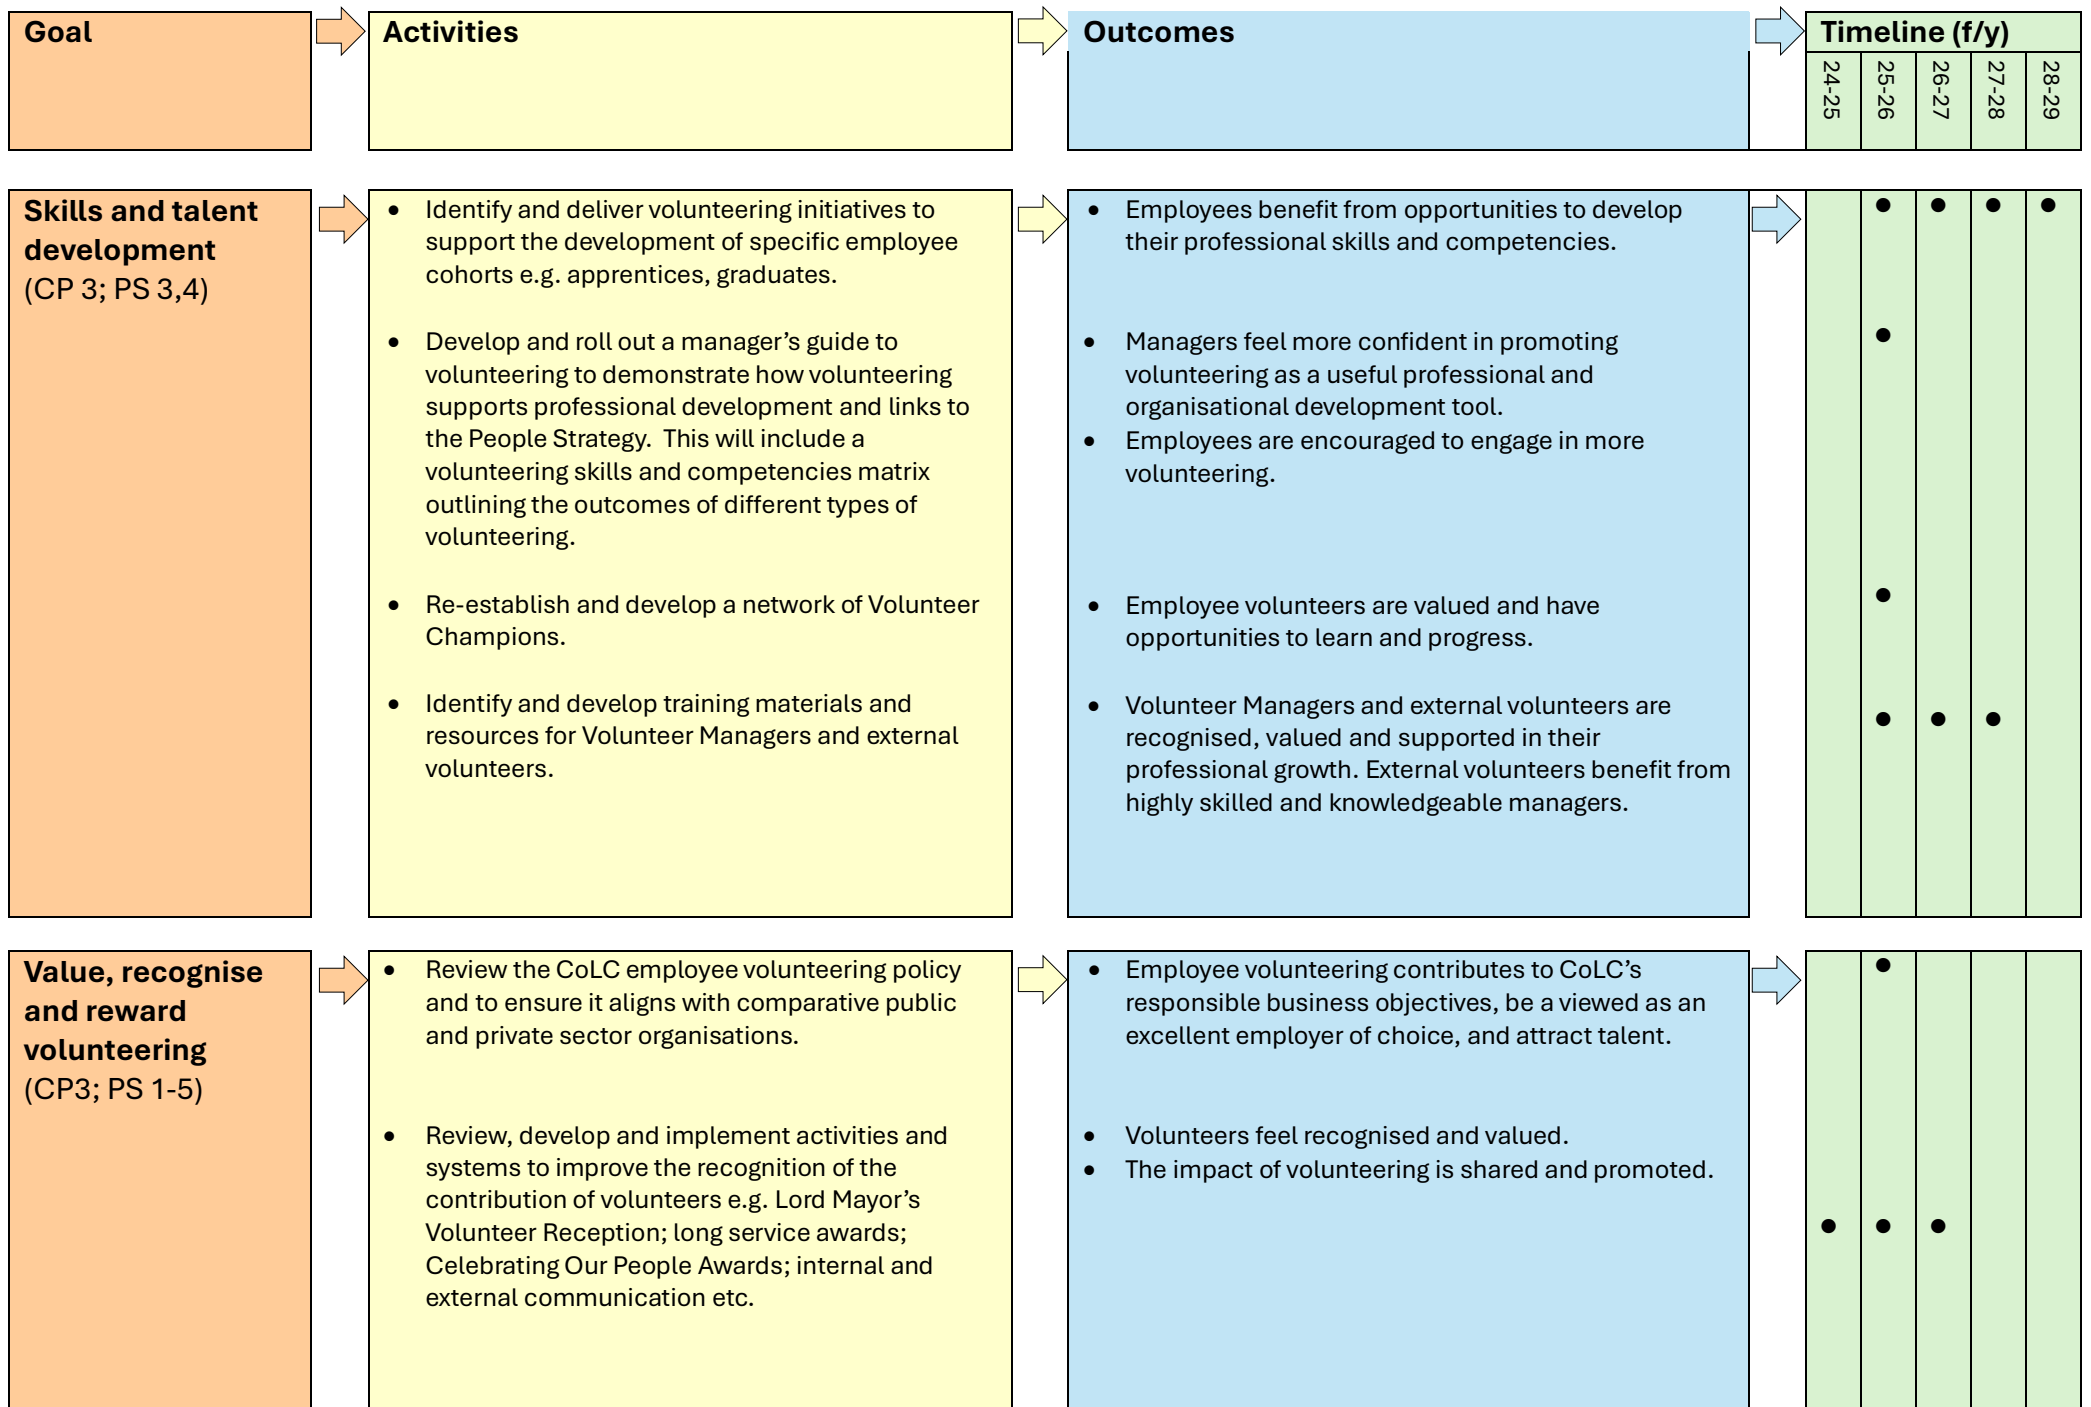 Goal
Activities
Outcomes
Timeline (f/y)
24-25
25-26
26-27
27-28
28-29
Skills and talent
development
(CP 3; PS 3,4)
• Identify and deliver volunteering initiatives to
support the development of specific employee
cohorts e.g. apprentices, graduates.
• Develop and roll out a manager’s guide to
volunteering to demonstrate how volunteering
supports professional development and links to
the People Strategy.  This will include a
volunteering skills and competencies matrix
outlining the outcomes of different types of
volunteering.
• Re-establish and develop a network of Volunteer
Champions.
• Identify and develop training materials and
resources for Volunteer Managers and external
volunteers.
• Employees benefit from opportunities to develop
their professional skills and competencies.
• Managers feel more confident in promoting
volunteering as a useful professional and
organisational development tool.
• Employees are encouraged to engage in more
volunteering.
• Employee volunteers are valued and have
opportunities to learn and progress.
• Volunteer Managers and external volunteers are
recognised, valued and supported in their
professional growth. External volunteers benefit from
highly skilled and knowledgeable managers.
● ● ● ●
●
●
● ● ●
Value, recognise
and reward
volunteering
(CP3; PS 1-5)
• Review the CoLC employee volunteering policy
and to ensure it aligns with comparative public
and private sector organisations.
• Review, develop and implement activities and
systems to improve the recognition of the
contribution of volunteers e.g. Lord Mayor’s
Volunteer Reception; long service awards;
Celebrating Our People Awards; internal and
external communication etc.
• Employee volunteering contributes to CoLC’s
responsible business objectives, be a viewed as an
excellent employer of choice, and attract talent.
• Volunteers feel recognised and valued.
• The impact of volunteering is shared and promoted.
●
● ● ●